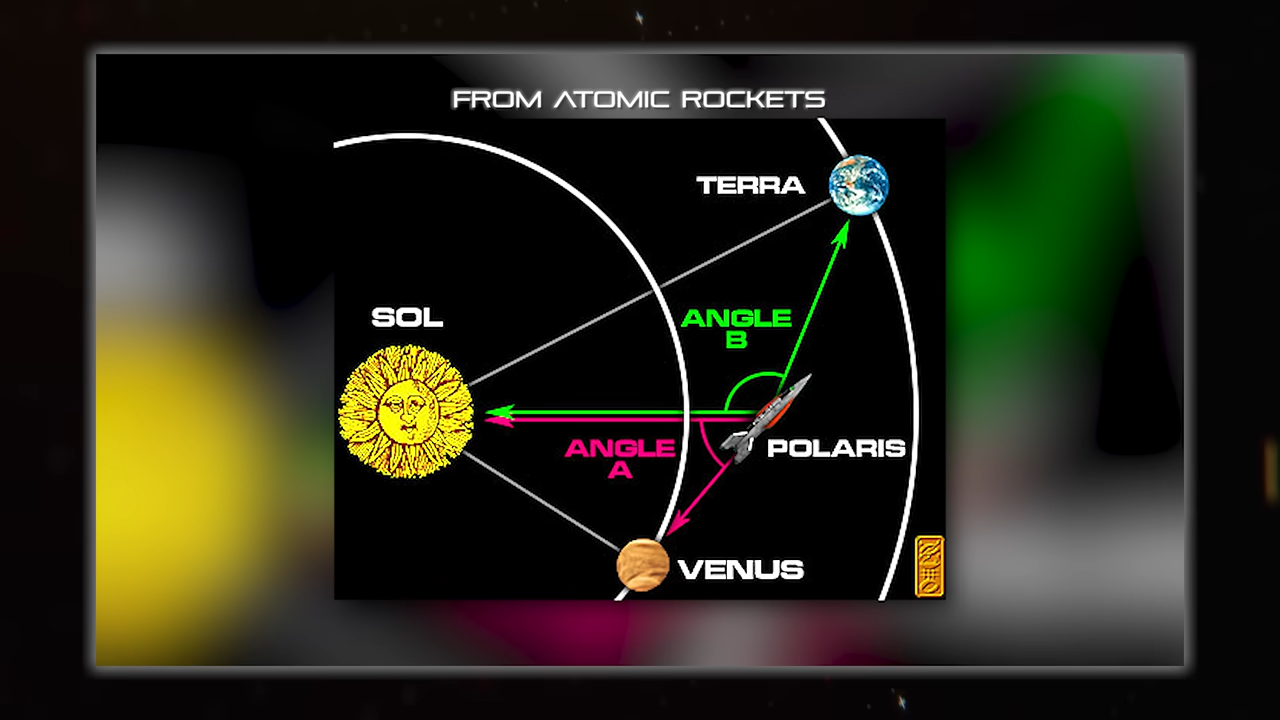 FROM ATOMIC ROCKETS
TERRA
SOL
ANGLE
B
ANGLE
A
POLARIS
VENUS